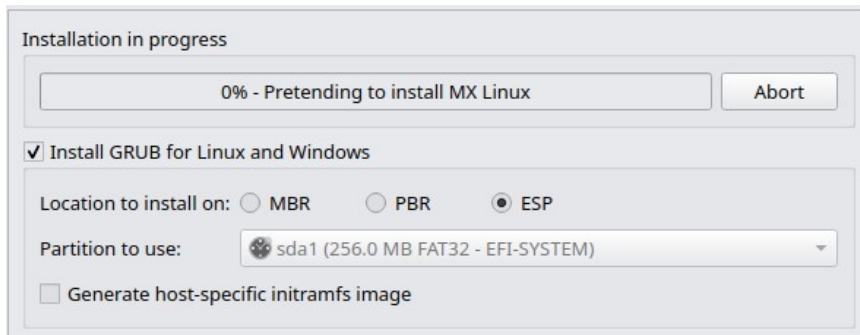 Installation in progress
0% - Pretending to install MX Linux
Abort
Install GRUB for Linux and Windows
Location to install on: MBR PBR ESP
Partition to use: sda1 (256.0 MB FAT32 - EFI-SYSTEM)
Generate host-specific initramfs image